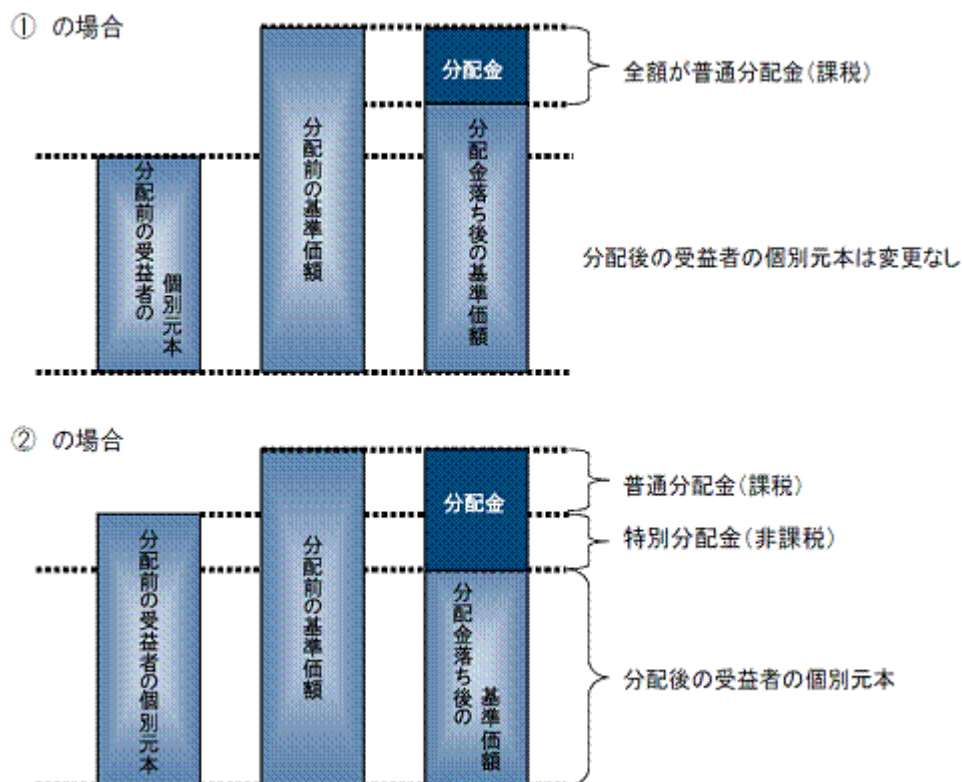 ① の場合
分配金
全額が普通分配金(課税)
分配前の受益者の
個別元本
分配前の基準価額
分配金落ち後の基準価額
分配後の受益者の個別元本は変更なし
② の場合
分配金
普通分配金(課税)
特別分配金(非課税)
分配前の受益者の個別元本
分配前の基準価額
分配金落ち後の
基準価額
分配後の受益者の個別元本